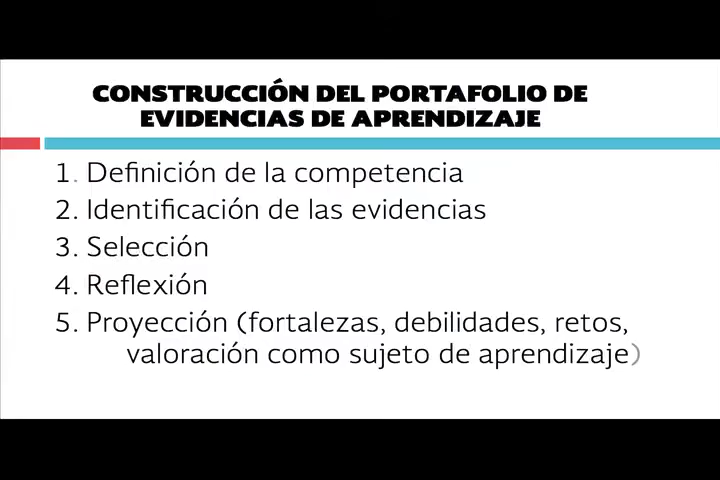 CONSTRUCCIÓN DEL PORTAFOLIO DE
EVIDENCIAS DE APRENDIZAJE
1. Definición de la competencia
2. Identificación de las evidencias
3. Selección
4. Reflexión
5. Proyección (fortalezas, debilidades, retos,
valoración como sujeto de aprendizaje)